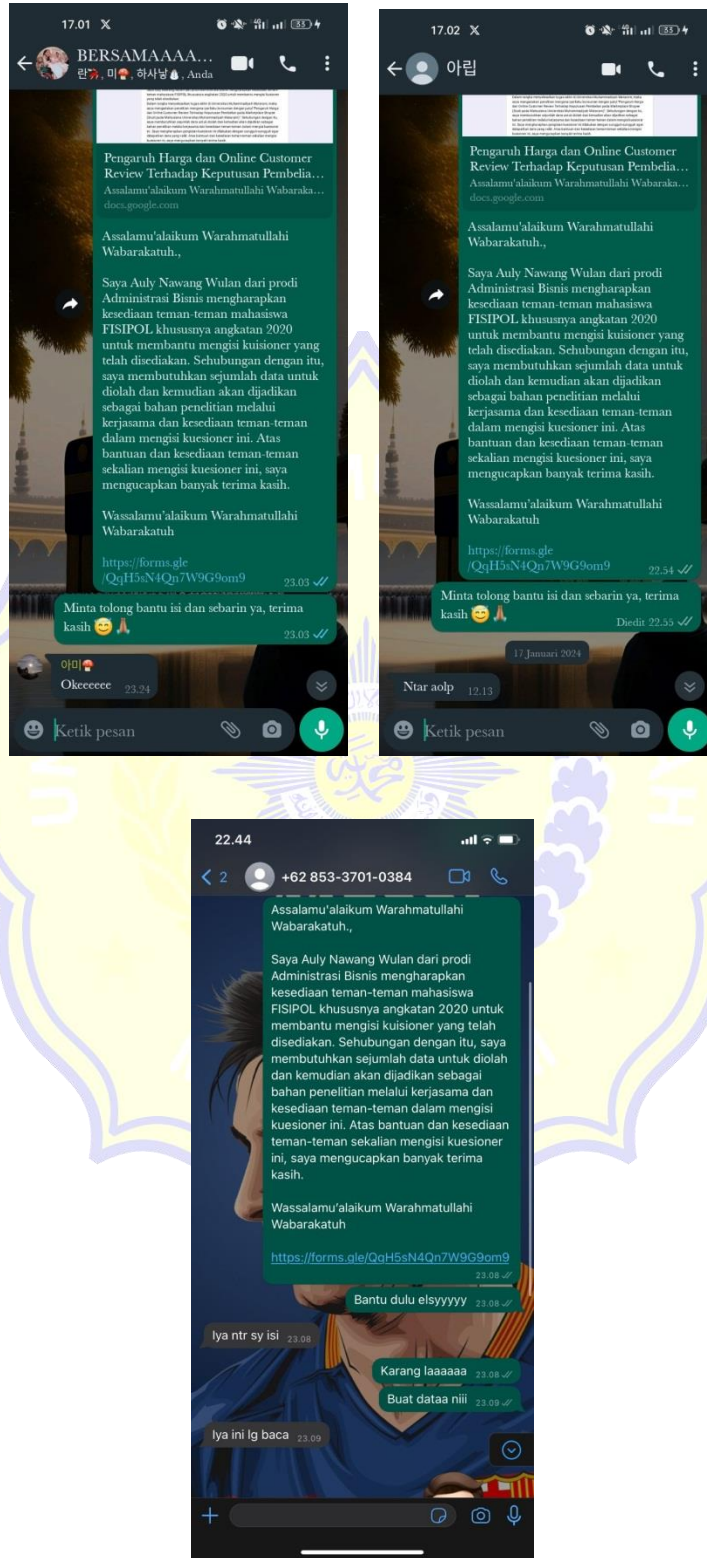 17.01
BERSAMAAAA...
란💃, 미🍄, 하사날⛄, Anda
Pengaruh Harga dan Online Customer
Review Terhadap Keputusan Pembelia...
Assalamu'alaikum Warahmatullahi Wabaraka...
docs.google.com
Assalamu'alaikum Warahmatullahi
Wabarakatuh.,
Saya Auly Nawang Wulan dari prodi
Administrasi Bisnis mengharapkan
kesediaan teman-teman mahasiswa
FISIPOL khususnya angkatan 2020
untuk membantu mengisi kuisioner yang
telah disediakan. Sehubungan dengan itu,
saya membutuhkan sejumlah data untuk
diolah dan kemudian akan dijadikan
sebagai bahan penelitian melalui
kerjasama dan kesediaan teman-teman
dalam mengisi kuesioner ini. Atas
bantuan dan kesediaan teman-teman
sekalian mengisi kuesioner ini, saya
mengucapkan banyak terima kasih.
Wassalamu'alaikum Warahmatullahi
Wabarakatuh
https://forms.gle
/QqH5sN4Qn7W9G9om9 23.03
Minta tolong bantu isi dan sebarin ya, terima
kasih 😅🙏🏽 23.03
아미🍄
Okeeeeee 23.24
Ketik pesan
17.02
아립
Pengaruh Harga dan Online Customer
Review Terhadap Keputusan Pembelia...
Assalamu'alaikum Warahmatullahi Wabaraka...
docs.google.com
Assalamu'alaikum Warahmatullahi
Wabarakatuh.,
Saya Auly Nawang Wulan dari prodi
Administrasi Bisnis mengharapkan
kesediaan teman-teman mahasiswa
FISIPOL khususnya angkatan 2020
untuk membantu mengisi kuisioner yang
telah disediakan. Sehubungan dengan itu,
saya membutuhkan sejumlah data untuk
diolah dan kemudian akan dijadikan
sebagai bahan penelitian melalui
kerjasama dan kesediaan teman-teman
dalam mengisi kuesioner ini. Atas
bantuan dan kesediaan teman-teman
sekalian mengisi kuesioner ini, saya
mengucapkan banyak terima kasih.
Wassalamu'alaikum Warahmatullahi
Wabarakatuh
https://forms.gle
/QqH5sN4Qn7W9G9om9 22.54
Minta tolong bantu isi dan sebarin ya, terima
kasih 😅🙏🏽 Diedit 22.55
17 Januari 2024
Ntar aolp 12.13
Ketik pesan
22.44
2 +62 853-3701-0384
Assalamu'alaikum Warahmatullahi
Wabarakatuh.,
Saya Auly Nawang Wulan dari prodi
Administrasi Bisnis mengharapkan
kesediaan teman-teman mahasiswa
FISIPOL khususnya angkatan 2020 untuk
membantu mengisi kuisioner yang telah
disediakan. Sehubungan dengan itu, saya
membutuhkan sejumlah data untuk diolah
dan kemudian akan dijadikan sebagai
bahan penelitian melalui kerjasama dan
kesediaan teman-teman dalam mengisi
kuesioner ini. Atas bantuan dan kesediaan
teman-teman sekalian mengisi kuesioner
ini, saya mengucapkan banyak terima
kasih.
Wassalamu'alaikum Warahmatullahi
Wabarakatuh
https://forms.gle/QqH5sN4Qn7W9G9om9
23.08
Bantu dulu elsyyyyy 23.08
Iya ntr sy isi 23.08
Karang laaaaaa 23.08
Buat dataa niii 23.09
Iya ini lg baca 23.09